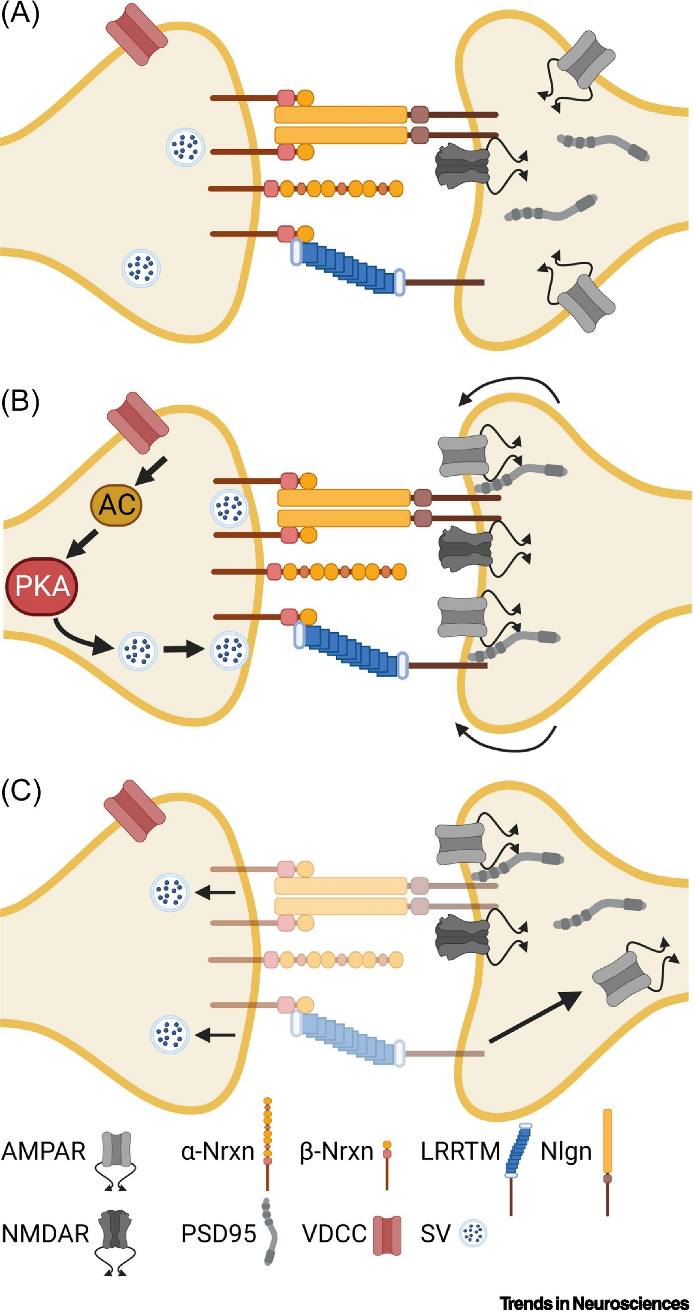 (A)
(B)
AC
PKA
(C)
AMPAR α-Nrxn β-Nrxn LRRTM Nlgn
NMDAR PSD95 VDCC SV
Trends in Neurosciences